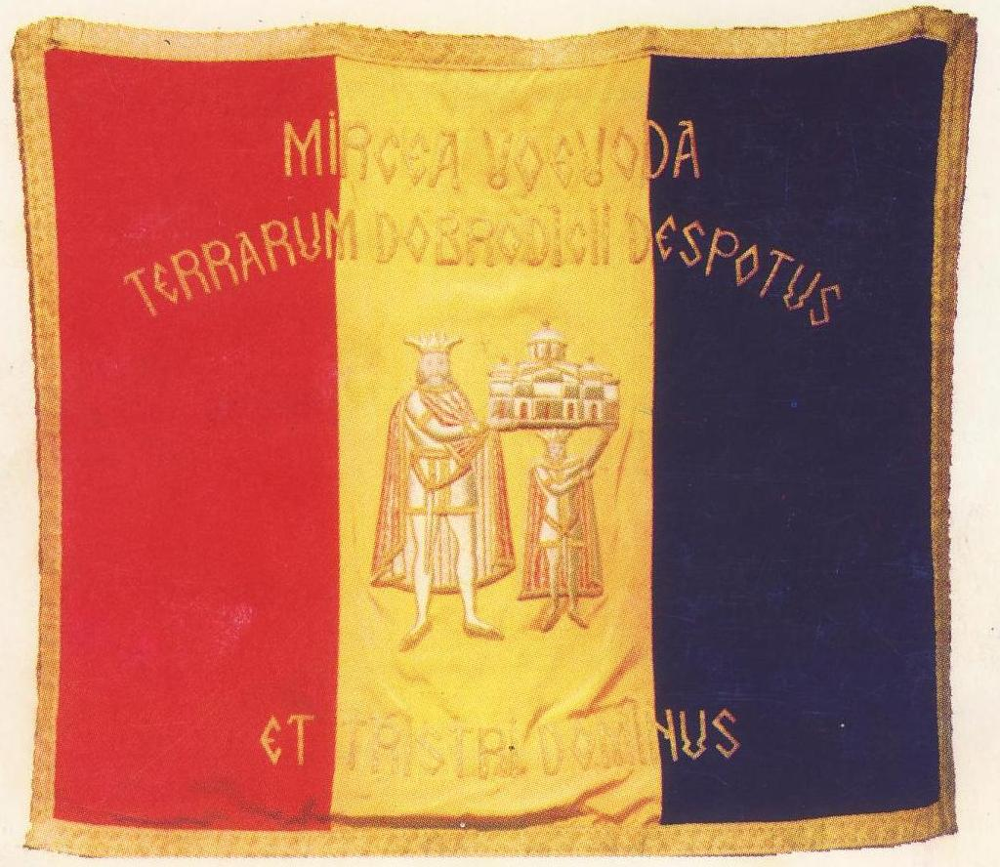 MIRCEA VOEVODA
TERRARUM DOBRODICII DESPOTUS
ET TRISTRI DOMINUS